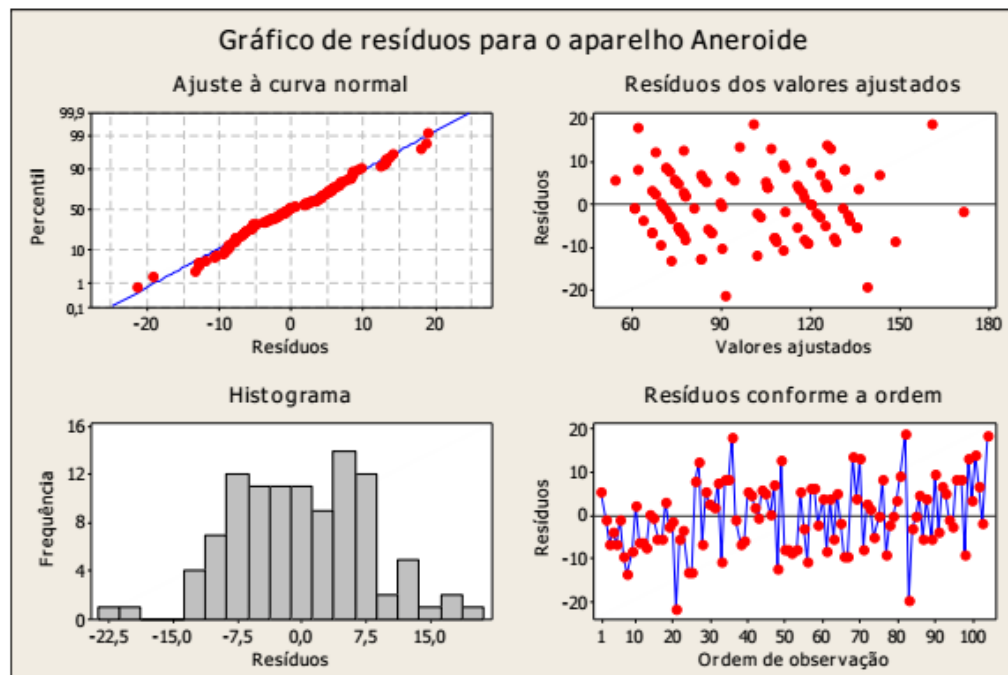 Gráfico de resíduos para o aparelho Aneroide
Ajuste à curva normal
99,9
99
90
50
10
1
0,1
Percentil
-20 -10 0 10 20
Resíduos
Resíduos dos valores ajustados
20
10
0
-10
-20
Resíduos
60 90 120 150 180
Valores ajustados
Histograma
16
12
8
4
0
Frequência
-22,5 -15,0 -7,5 0,0 7,5 15,0
Resíduos
Resíduos conforme a ordem
20
10
0
-10
-20
Resíduos
1 10 20 30 40 50 60 70 80 90 100
Ordem de observação